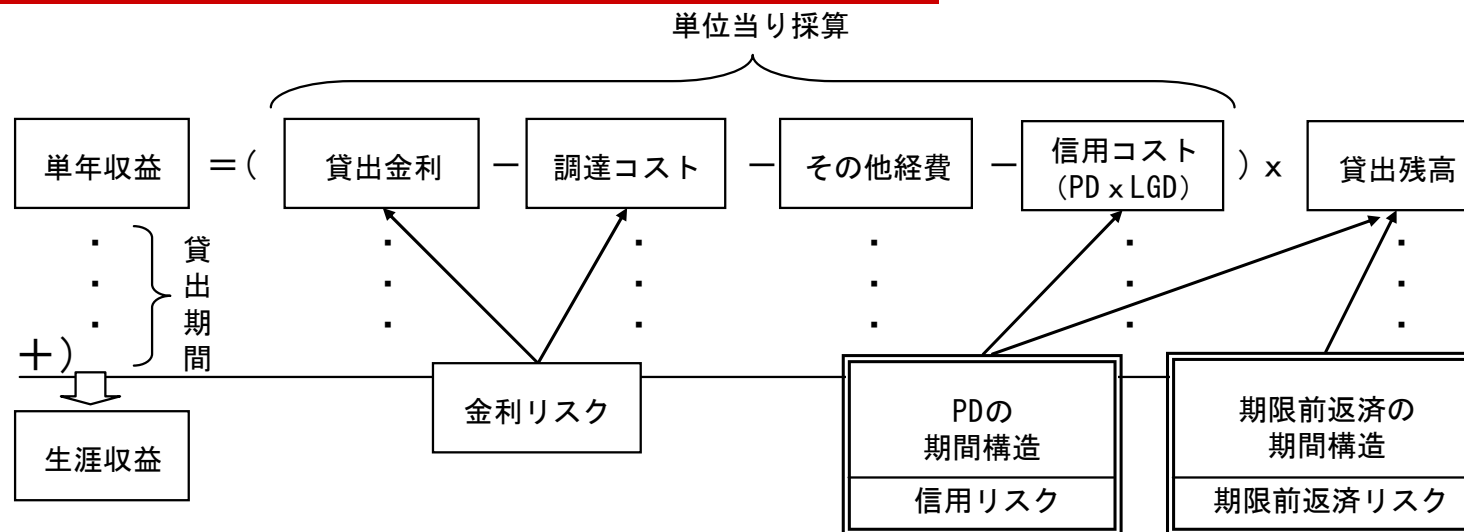 単位当り採算
単年収益 =( 貸出金利 − 調達コスト − その他経費 − 信用コスト ) x 貸出残高
(PDxLGD)
貸出期間
+)
金利リスク
PDの
期間構造
信用リスク
期限前返済の
期間構造
期限前返済リスク
生涯収益